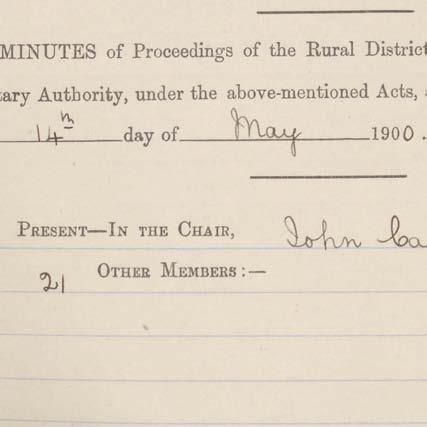 MINUTES of Proceedings of the Rural District
tary Authority, under the above-mentioned Acts,
14th day of May 1900.
PRESENT—IN THE CHAIR, John Ca
OTHER MEMBERS:—
21